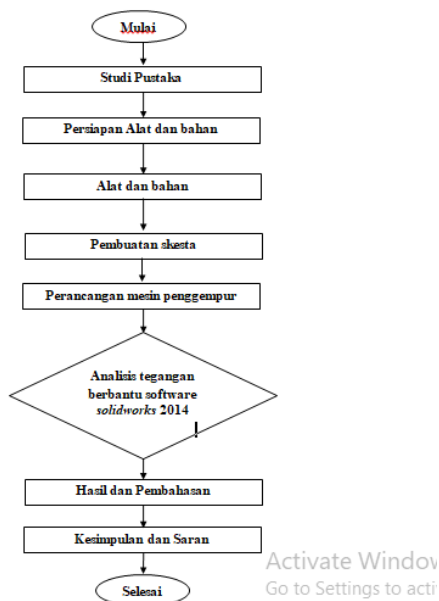 Mulai
Studi Pustaka
Persiapan Alat dan bahan
Alat dan bahan
Pembuatan skesta
Perancangan mesin penggempur
Analisis tegangan
berbantu software
solidworks 2014
Hasil dan Pembahasan
Kesimpulan dan Saran
Selesai
Activate Window
Go to Settings to acti